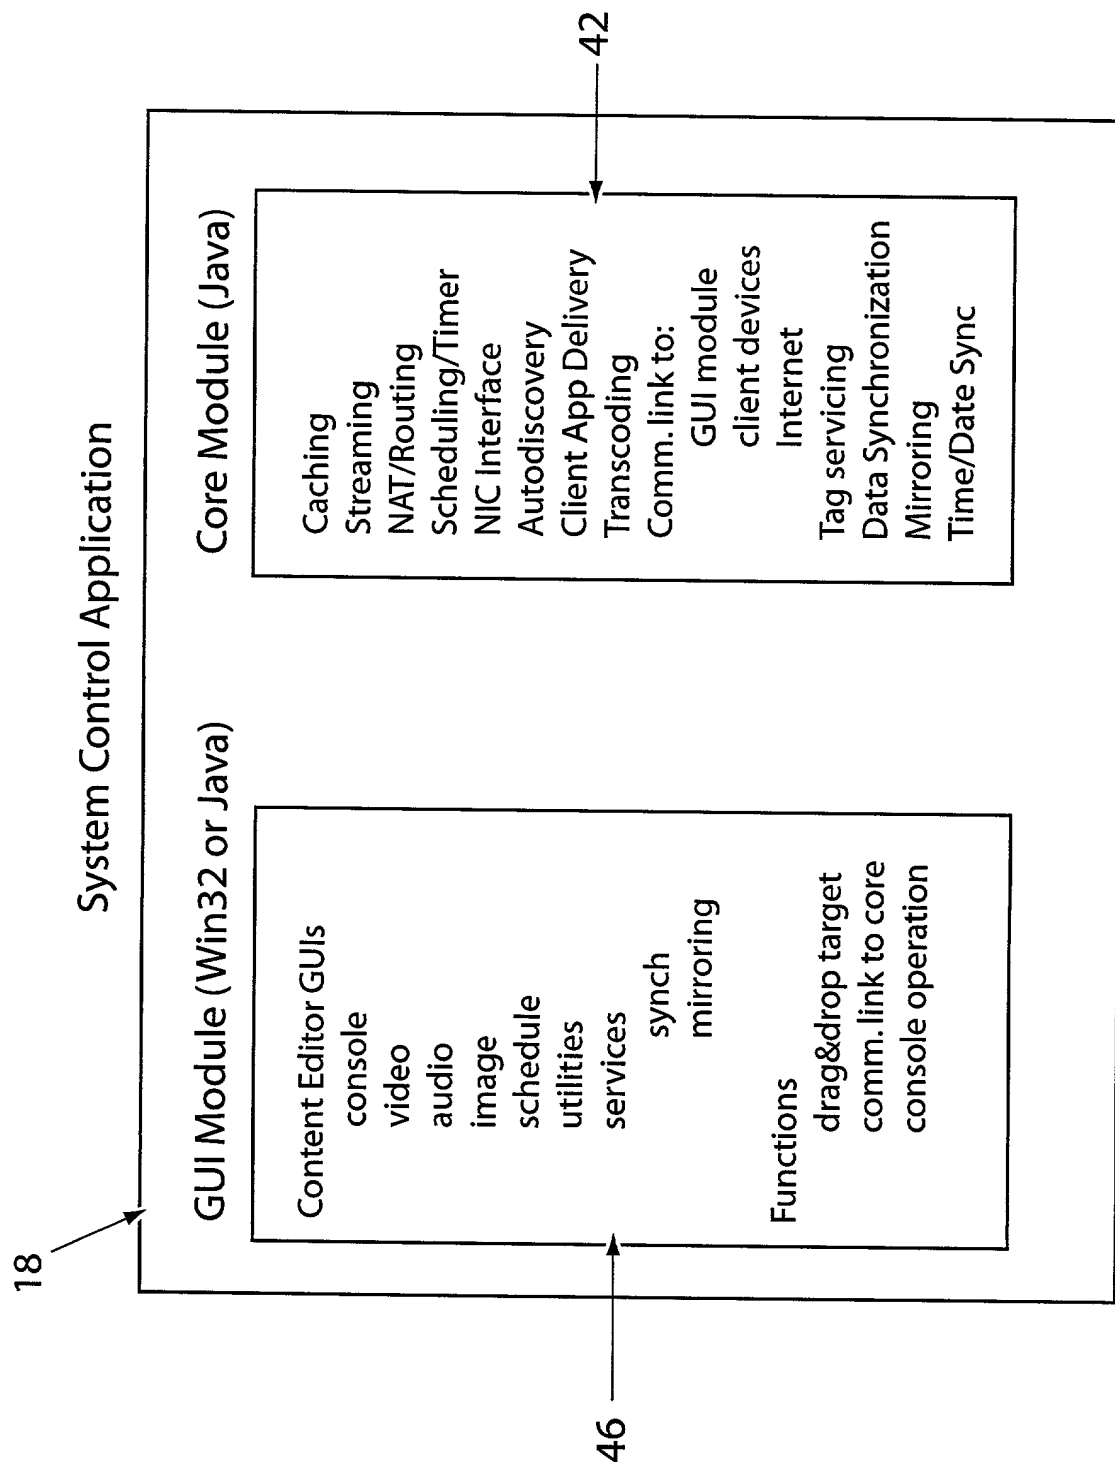 System Control Application
18
GUI Module (Win32 or Java)
Content Editor GUIs
console
video
audio
image
schedule
utilities
services
synch
mirroring
Functions
drag&drop target
comm. link to core
console operation
46
Core Module (Java)
Caching
Streaming
NAT/Routing
Scheduling/Timer
NIC Interface
Autodiscovery
Client App Delivery
Transcoding
Comm. link to:
GUI module
client devices
Internet
Tag servicing
Data Synchronization
Mirroring
Time/Date Sync
42